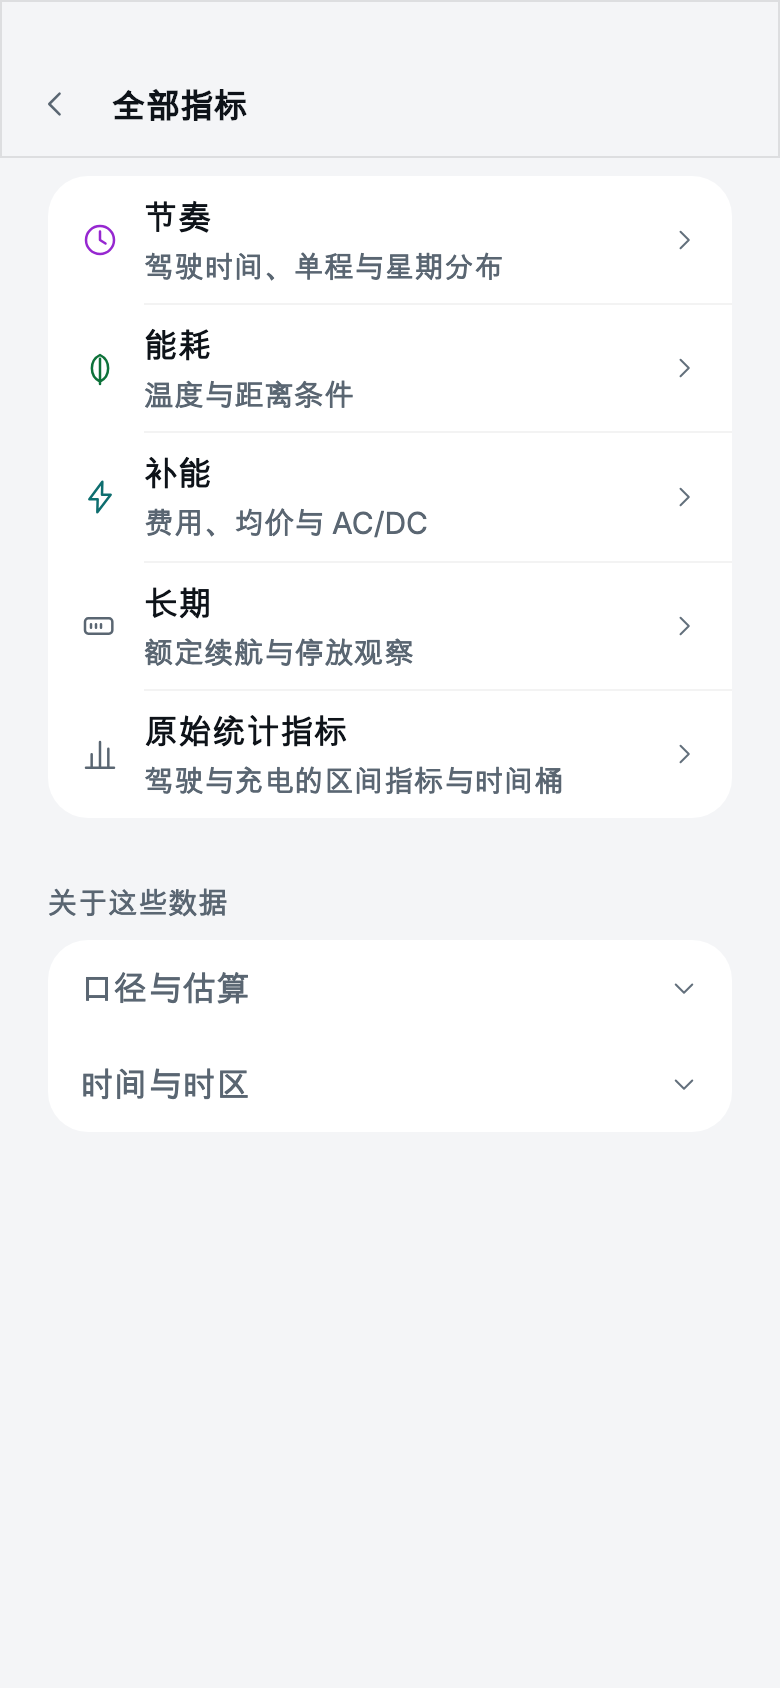 全部指标
节奏
驾驶时间、单程与星期分布
能耗
温度与距离条件
补能
费用、均价与 AC/DC
长期
额定续航与停放观察
原始统计指标
驾驶与充电的区间指标与时间桶
关于这些数据
口径与估算
时间与时区